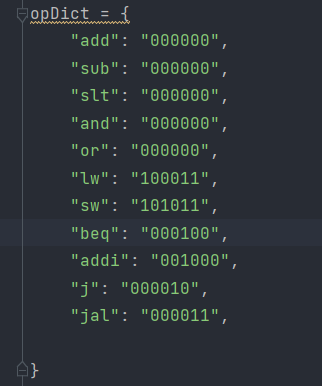 opDict = {
    "add": "000000",
    "sub": "000000",
    "slt": "000000",
    "and": "000000",
    "or": "000000",
    "lw": "100011",
    "sw": "101011",
    "beq": "000100",
    "addi": "001000",
    "j": "000010",
    "jal": "000011",
}